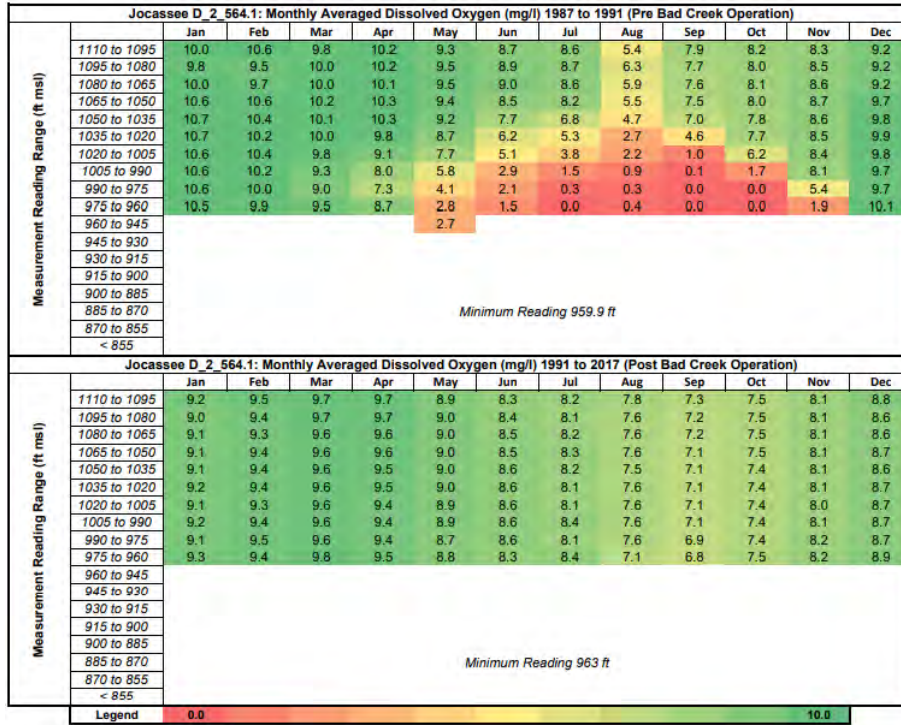 Jocassee D_2_564.1: Monthly Averaged Dissolved Oxygen (mg/l) 1987 to 1991 (Pre Bad Creek Operation)
Jan Feb Mar Apr May Jun Jul Aug Sep Oct Nov Dec
Measurement Reading Range (ft msl)
1110 to 1095 10.0 10.6 9.8 10.2 9.3 8.7 8.6 5.4 7.9 8.2 8.3 9.2
1095 to 1080 9.8 9.5 10.0 10.2 9.5 8.9 8.7 6.3 7.7 8.0 8.5 9.2
1080 to 1065 10.0 9.7 10.0 10.1 9.5 9.0 8.6 5.9 7.6 8.1 8.6 9.2
1065 to 1050 10.6 10.6 10.2 10.3 9.4 8.5 8.2 5.5 7.5 8.0 8.7 9.7
1050 to 1035 10.7 10.4 10.1 10.3 9.2 7.7 6.8 4.7 7.0 7.8 8.6 9.8
1035 to 1020 10.7 10.2 10.0 9.8 8.7 6.2 5.3 2.7 4.6 7.7 8.5 9.9
1020 to 1005 10.6 10.4 9.8 9.1 7.7 5.1 3.8 2.2 1.0 6.2 8.4 9.8
1005 to 990 10.6 10.2 9.3 8.0 5.8 2.9 1.5 0.9 0.1 1.7 8.1 9.7
990 to 975 10.6 10.0 9.0 7.3 4.1 2.1 0.3 0.3 0.0 0.0 5.4 9.7
975 to 960 10.5 9.9 9.5 8.7 2.8 1.5 0.0 0.4 0.0 0.0 1.9 10.1
960 to 945 2.7
945 to 930
930 to 915
915 to 900
900 to 885
885 to 870 Minimum Reading 959.9 ft
870 to 855
< 855
Jocassee D_2_564.1: Monthly Averaged Dissolved Oxygen (mg/l) 1991 to 2017 (Post Bad Creek Operation)
Jan Feb Mar Apr May Jun Jul Aug Sep Oct Nov Dec
Measurement Reading Range (ft msl)
1110 to 1095 9.2 9.5 9.7 9.7 8.9 8.3 8.2 7.8 7.3 7.5 8.1 8.8
1095 to 1080 9.0 9.4 9.7 9.7 9.0 8.4 8.1 7.6 7.2 7.5 8.1 8.6
1080 to 1065 9.1 9.3 9.6 9.6 9.0 8.5 8.2 7.6 7.2 7.5 8.1 8.6
1065 to 1050 9.1 9.4 9.6 9.6 9.0 8.5 8.3 7.6 7.1 7.5 8.1 8.7
1050 to 1035 9.1 9.4 9.6 9.5 9.0 8.6 8.2 7.5 7.1 7.4 8.1 8.6
1035 to 1020 9.2 9.4 9.6 9.5 9.0 8.6 8.1 7.6 7.1 7.4 8.1 8.7
1020 to 1005 9.1 9.3 9.6 9.4 8.9 8.6 8.1 7.6 7.1 7.4 8.0 8.7
1005 to 990 9.2 9.4 9.6 9.4 8.9 8.6 8.4 7.6 7.1 7.4 8.1 8.7
990 to 975 9.1 9.5 9.6 9.4 8.7 8.6 8.1 7.6 6.9 7.4 8.2 8.7
975 to 960 9.3 9.4 9.8 9.5 8.8 8.3 8.4 7.1 6.8 7.5 8.2 8.9
960 to 945
945 to 930
930 to 915
915 to 900
900 to 885
885 to 870 Minimum Reading 963 ft
870 to 855
< 855
Legend 0.0 10.0